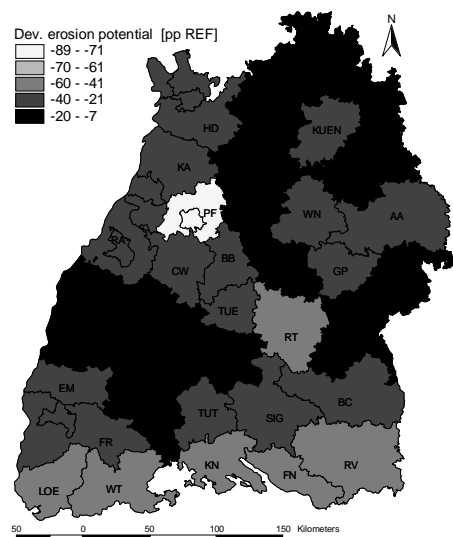 Dev. erosion potential [pp REF]
-89 - -71
-70 - -61
-60 - -41
-40 - -21
-20 - -7
N
HD
KUEN
KA
PF
WN
AA
RA
CW
BB
GP
TUE
RT
EM
TUT
SIG
BC
FR
KN
FN
RV
LOE
WT
50 0 50 100 150 Kilometers